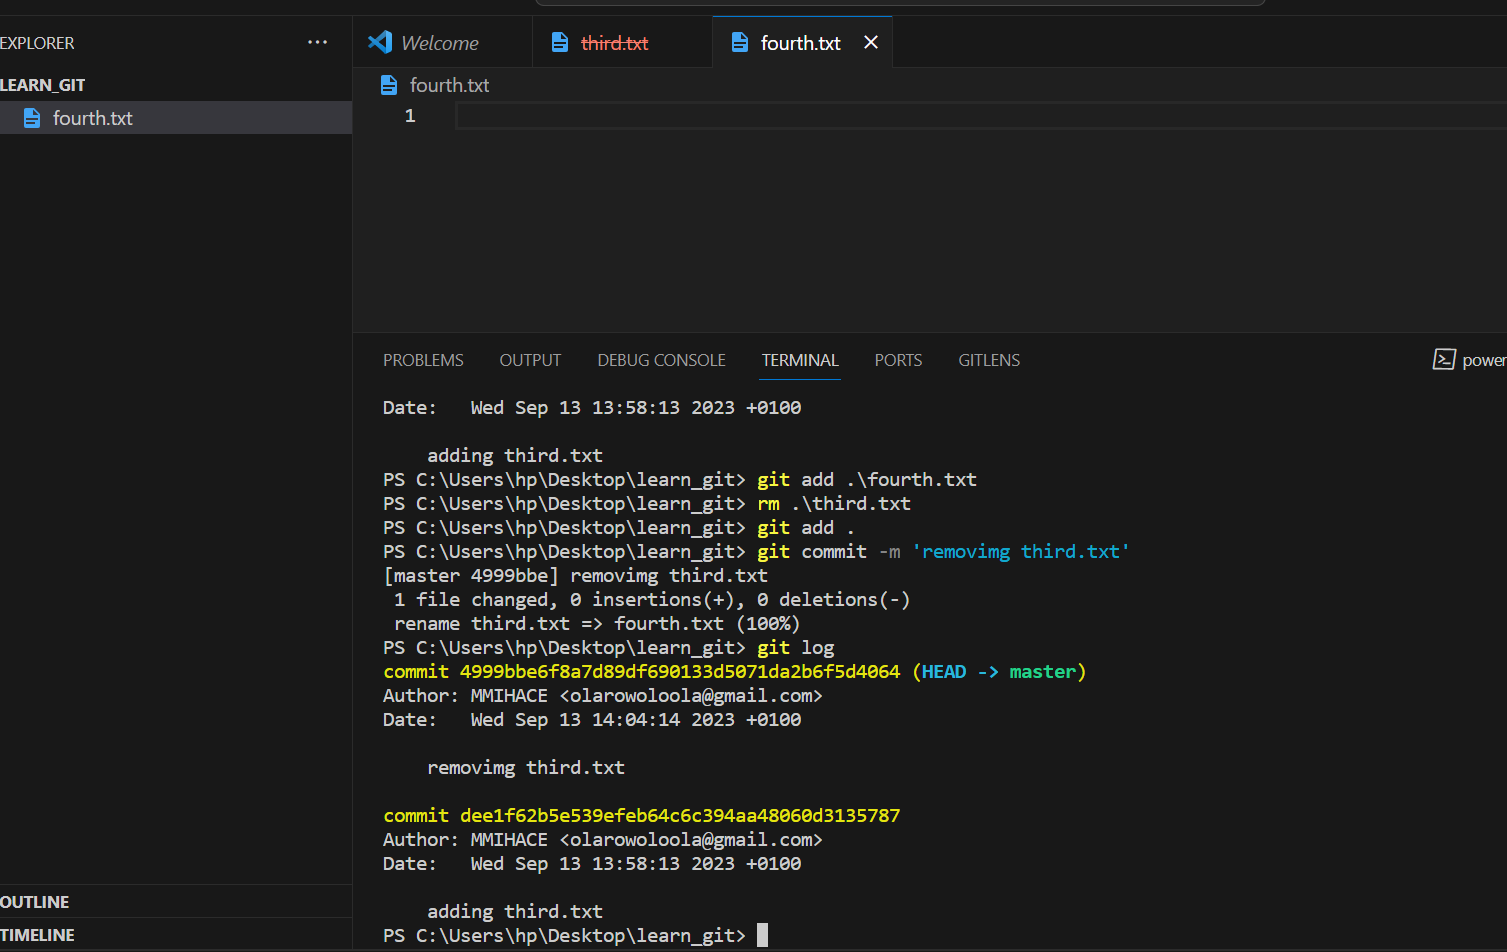 EXPLORER
LEARN_GIT
fourth.txt
OUTLINE
TIMELINE
Welcome
third.txt
fourth.txt
fourth.txt
1
PROBLEMS OUTPUT DEBUG CONSOLE TERMINAL PORTS GITLENS
power
Date:   Wed Sep 13 13:58:13 2023 +0100
adding third.txt
PS C:\Users\hp\Desktop\learn_git> git add .\fourth.txt
PS C:\Users\hp\Desktop\learn_git> rm .\third.txt
PS C:\Users\hp\Desktop\learn_git> git add .
PS C:\Users\hp\Desktop\learn_git> git commit -m 'removimg third.txt'
[master 4999bbe] removimg third.txt
1 file changed, 0 insertions(+), 0 deletions(-)
rename third.txt => fourth.txt (100%)
PS C:\Users\hp\Desktop\learn_git> git log
commit 4999bbe6f8a7d89df690133d5071da2b6f5d4064 (HEAD -> master)
Author: MMIHACE <olarowoloola@gmail.com>
Date:   Wed Sep 13 14:04:14 2023 +0100
removimg third.txt
commit dee1f62b5e539efeb64c6c394aa48060d3135787
Author: MMIHACE <olarowoloola@gmail.com>
Date:   Wed Sep 13 13:58:13 2023 +0100
adding third.txt
PS C:\Users\hp\Desktop\learn_git>